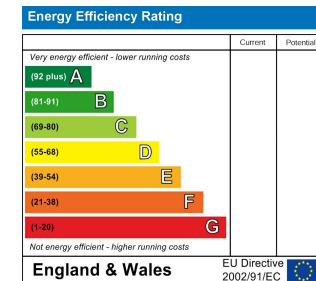 Energy Efficiency Rating
Current Potential
Very energy efficient - lower running costs
(92 plus) A
(81-91) B
(69-80) C
(55-68) D
(39-54) E
(21-38) F
(1-20) G
Not energy efficient - higher running costs
England & Wales
EU Directive
2002/91/EC